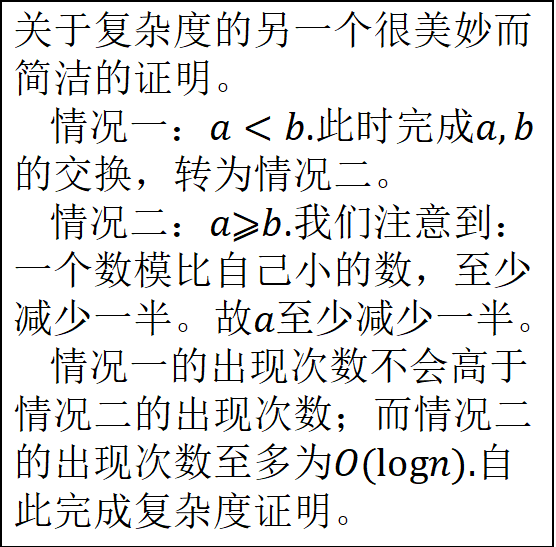 关于复杂度的另一个很美妙而
简洁的证明。
情况一：a < b.此时完成a, b
的交换，转为情况二。
情况二：a⩾b.我们注意到：
一个数模比自己小的数，至少
减少一半。故a至少减少一半。
情况一的出现次数不会高于
情况二的出现次数；而情况二
的出现次数至多为O(logn).自
此完成复杂度证明。